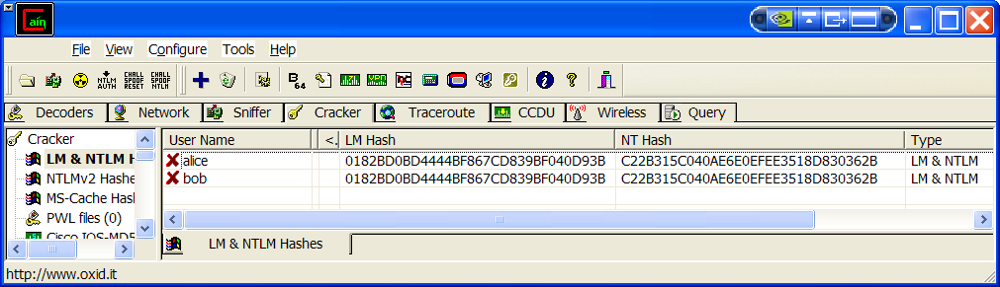 Cain
File View Configure Tools Help
NTLM AUTH CHALL SPOOF RESET CHALL SPOOF NTLM B 64
Decoders Network Sniffer Cracker Traceroute CCDU Wireless Query
Cracker
LM & NTLM H
NTLMv2 Hashe
MS-Cache Hash
PWL files (0)
Cisco IOS-MD5
User Name <. LM Hash NT Hash Type
alice 0182BD0BD4444BF867CD839BF040D93B C22B315C040AE6E0EFEE3518D830362B LM & NTLM
bob 0182BD0BD4444BF867CD839BF040D93B C22B315C040AE6E0EFEE3518D830362B LM & NTLM
LM & NTLM Hashes
http://www.oxid.it